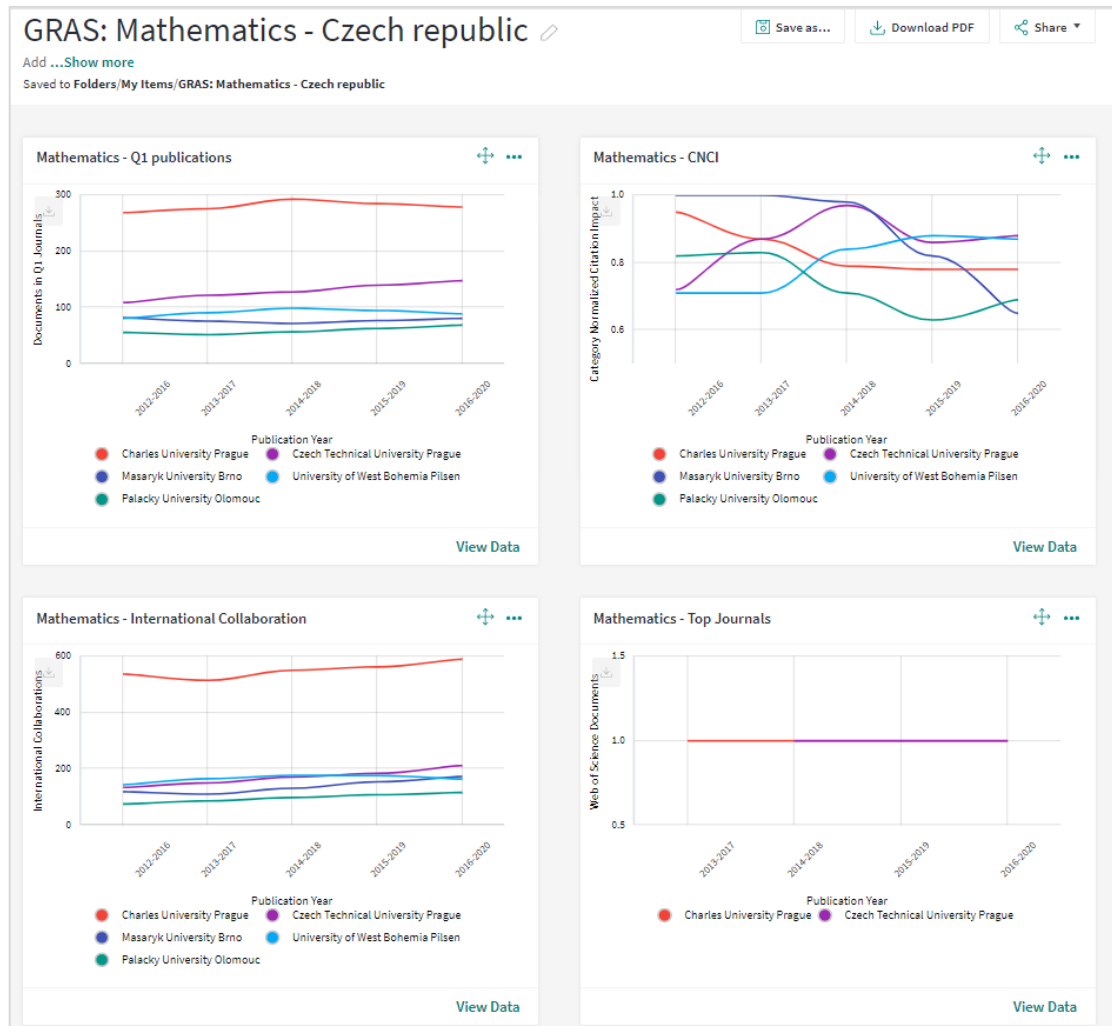 GRAS: Mathematics - Czech republic
Save as...
Download PDF
Share
Add ...Show more
Saved to Folders/My Items/GRAS: Mathematics - Czech republic
Mathematics - Q1 publications
Documents in Q1 Journals
300
200
100
0
2012-2016
2013-2017
2014-2018
2015-2019
2016-2020
Publication Year
Charles University Prague
Czech Technical University Prague
Masaryk University Brno
University of West Bohemia Pilsen
Palacky University Olomouc
View Data
Mathematics - CNCI
Category Normalized Citation Impact
1.0
0.8
0.6
2012-2016
2013-2017
2014-2018
2015-2019
2016-2020
Publication Year
Charles University Prague
Czech Technical University Prague
Masaryk University Brno
University of West Bohemia Pilsen
Palacky University Olomouc
View Data
Mathematics - International Collaboration
International Collaborations
600
400
200
0
2012-2016
2013-2017
2014-2018
2015-2019
2016-2020
Publication Year
Charles University Prague
Czech Technical University Prague
Masaryk University Brno
University of West Bohemia Pilsen
Palacky University Olomouc
View Data
Mathematics - Top Journals
Web of Science Documents
1.5
1.0
0.5
2013-2017
2014-2018
2015-2019
2016-2020
Publication Year
Charles University Prague
Czech Technical University Prague
View Data